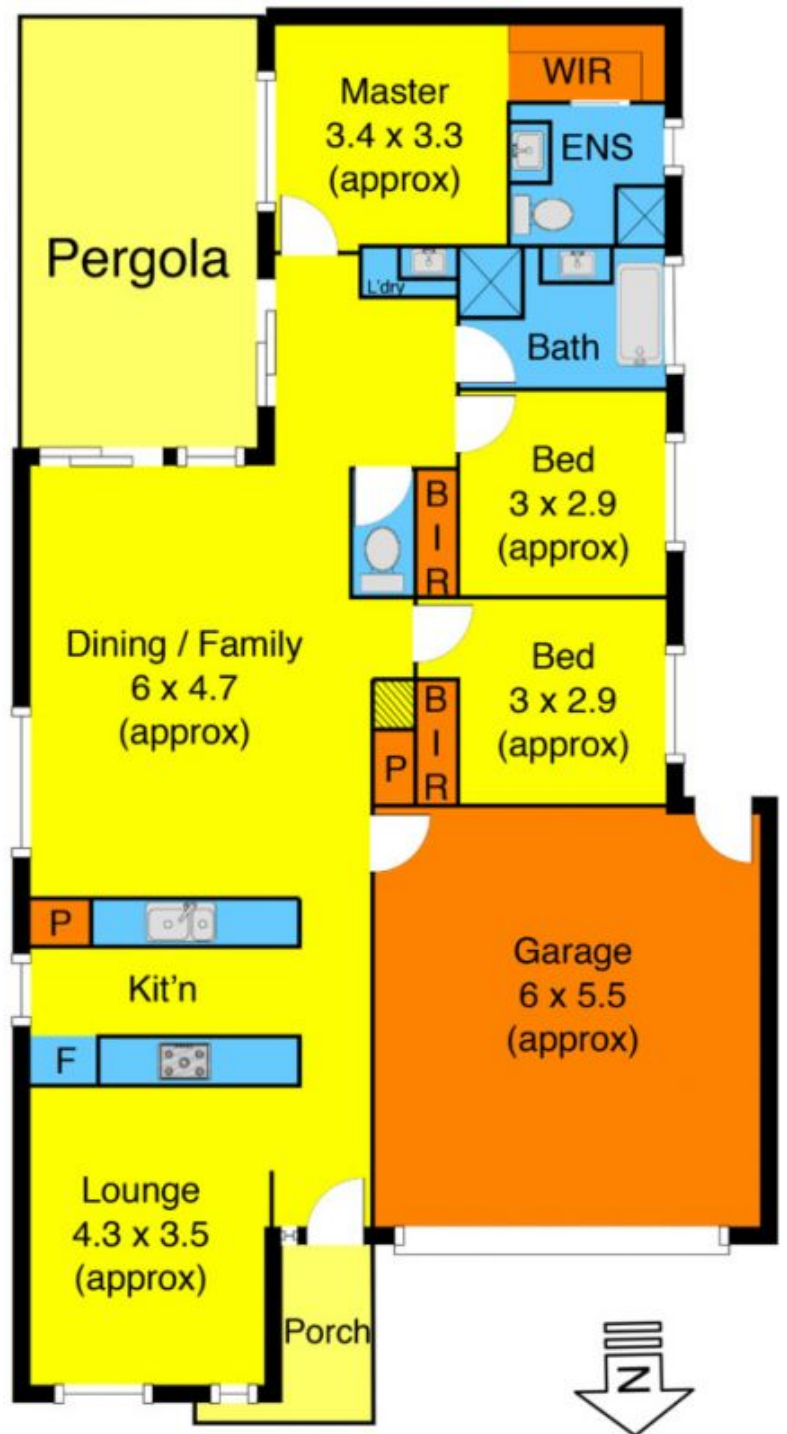 WIR
Master
3.4 x 3.3
(approx)
ENS
Pergola
L'dry
Bath
Bed
3 x 2.9
(approx)
B
I
R
Dining / Family
6 x 4.7
(approx)
Bed
3 x 2.9
(approx)
B
I
R
P
P
Garage
6 x 5.5
(approx)
Kit'n
F
Lounge
4.3 x 3.5
(approx)
Porch
N